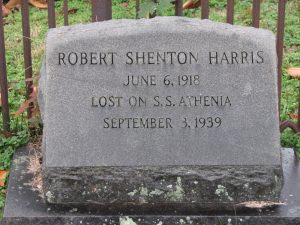 ROBERT SHENTON HARRIS
JUNE 6, 1918
LOST ON S.S. ATHENIA
SEPTEMBER 3, 1939